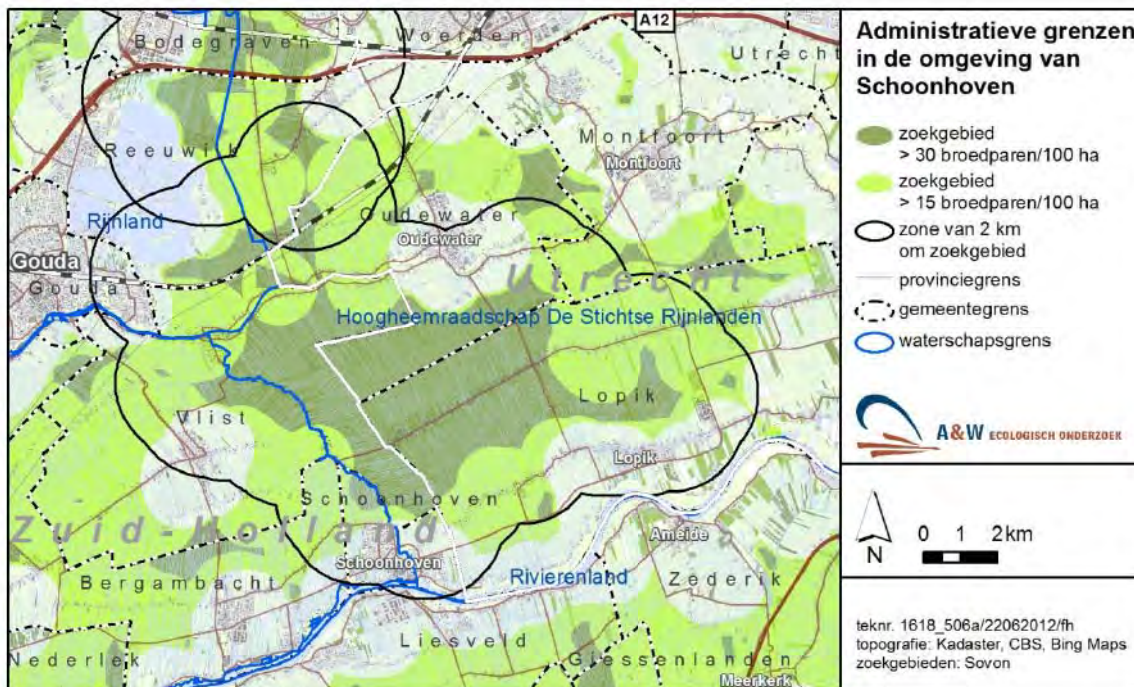 A12
Bodegraven
Woerden
Utrecht
Reeuwijk
Montfoort
Montfoort
Rijnland
Oudewater
Oudewater
Gouda
Gouda
Utrecht
Hoogheemraadschap De Stichtse Rijnlanden
Vlist
Lopik
Lopik
Schoonhoven
Zuid-Holland
Ameide
Schoonhoven
Rivierenland
Bergambacht
Zederik
Liesveld
Nederlek
Giessenlanden
Meerkerk
Administratieve grenzen
in de omgeving van
Schoonhoven
zoekgebied
> 30 broedparen/100 ha
zoekgebied
> 15 broedparen/100 ha
zone van 2 km
om zoekgebied
provinciegrens
gemeentegrens
waterschapsgrens
A&W ECOLOGISCH ONDERZOEK
N
0 1 2 km
teknr. 1618_506a/22062012/fh
topografie: Kadaster, CBS, Bing Maps
zoekgebieden: Sovon